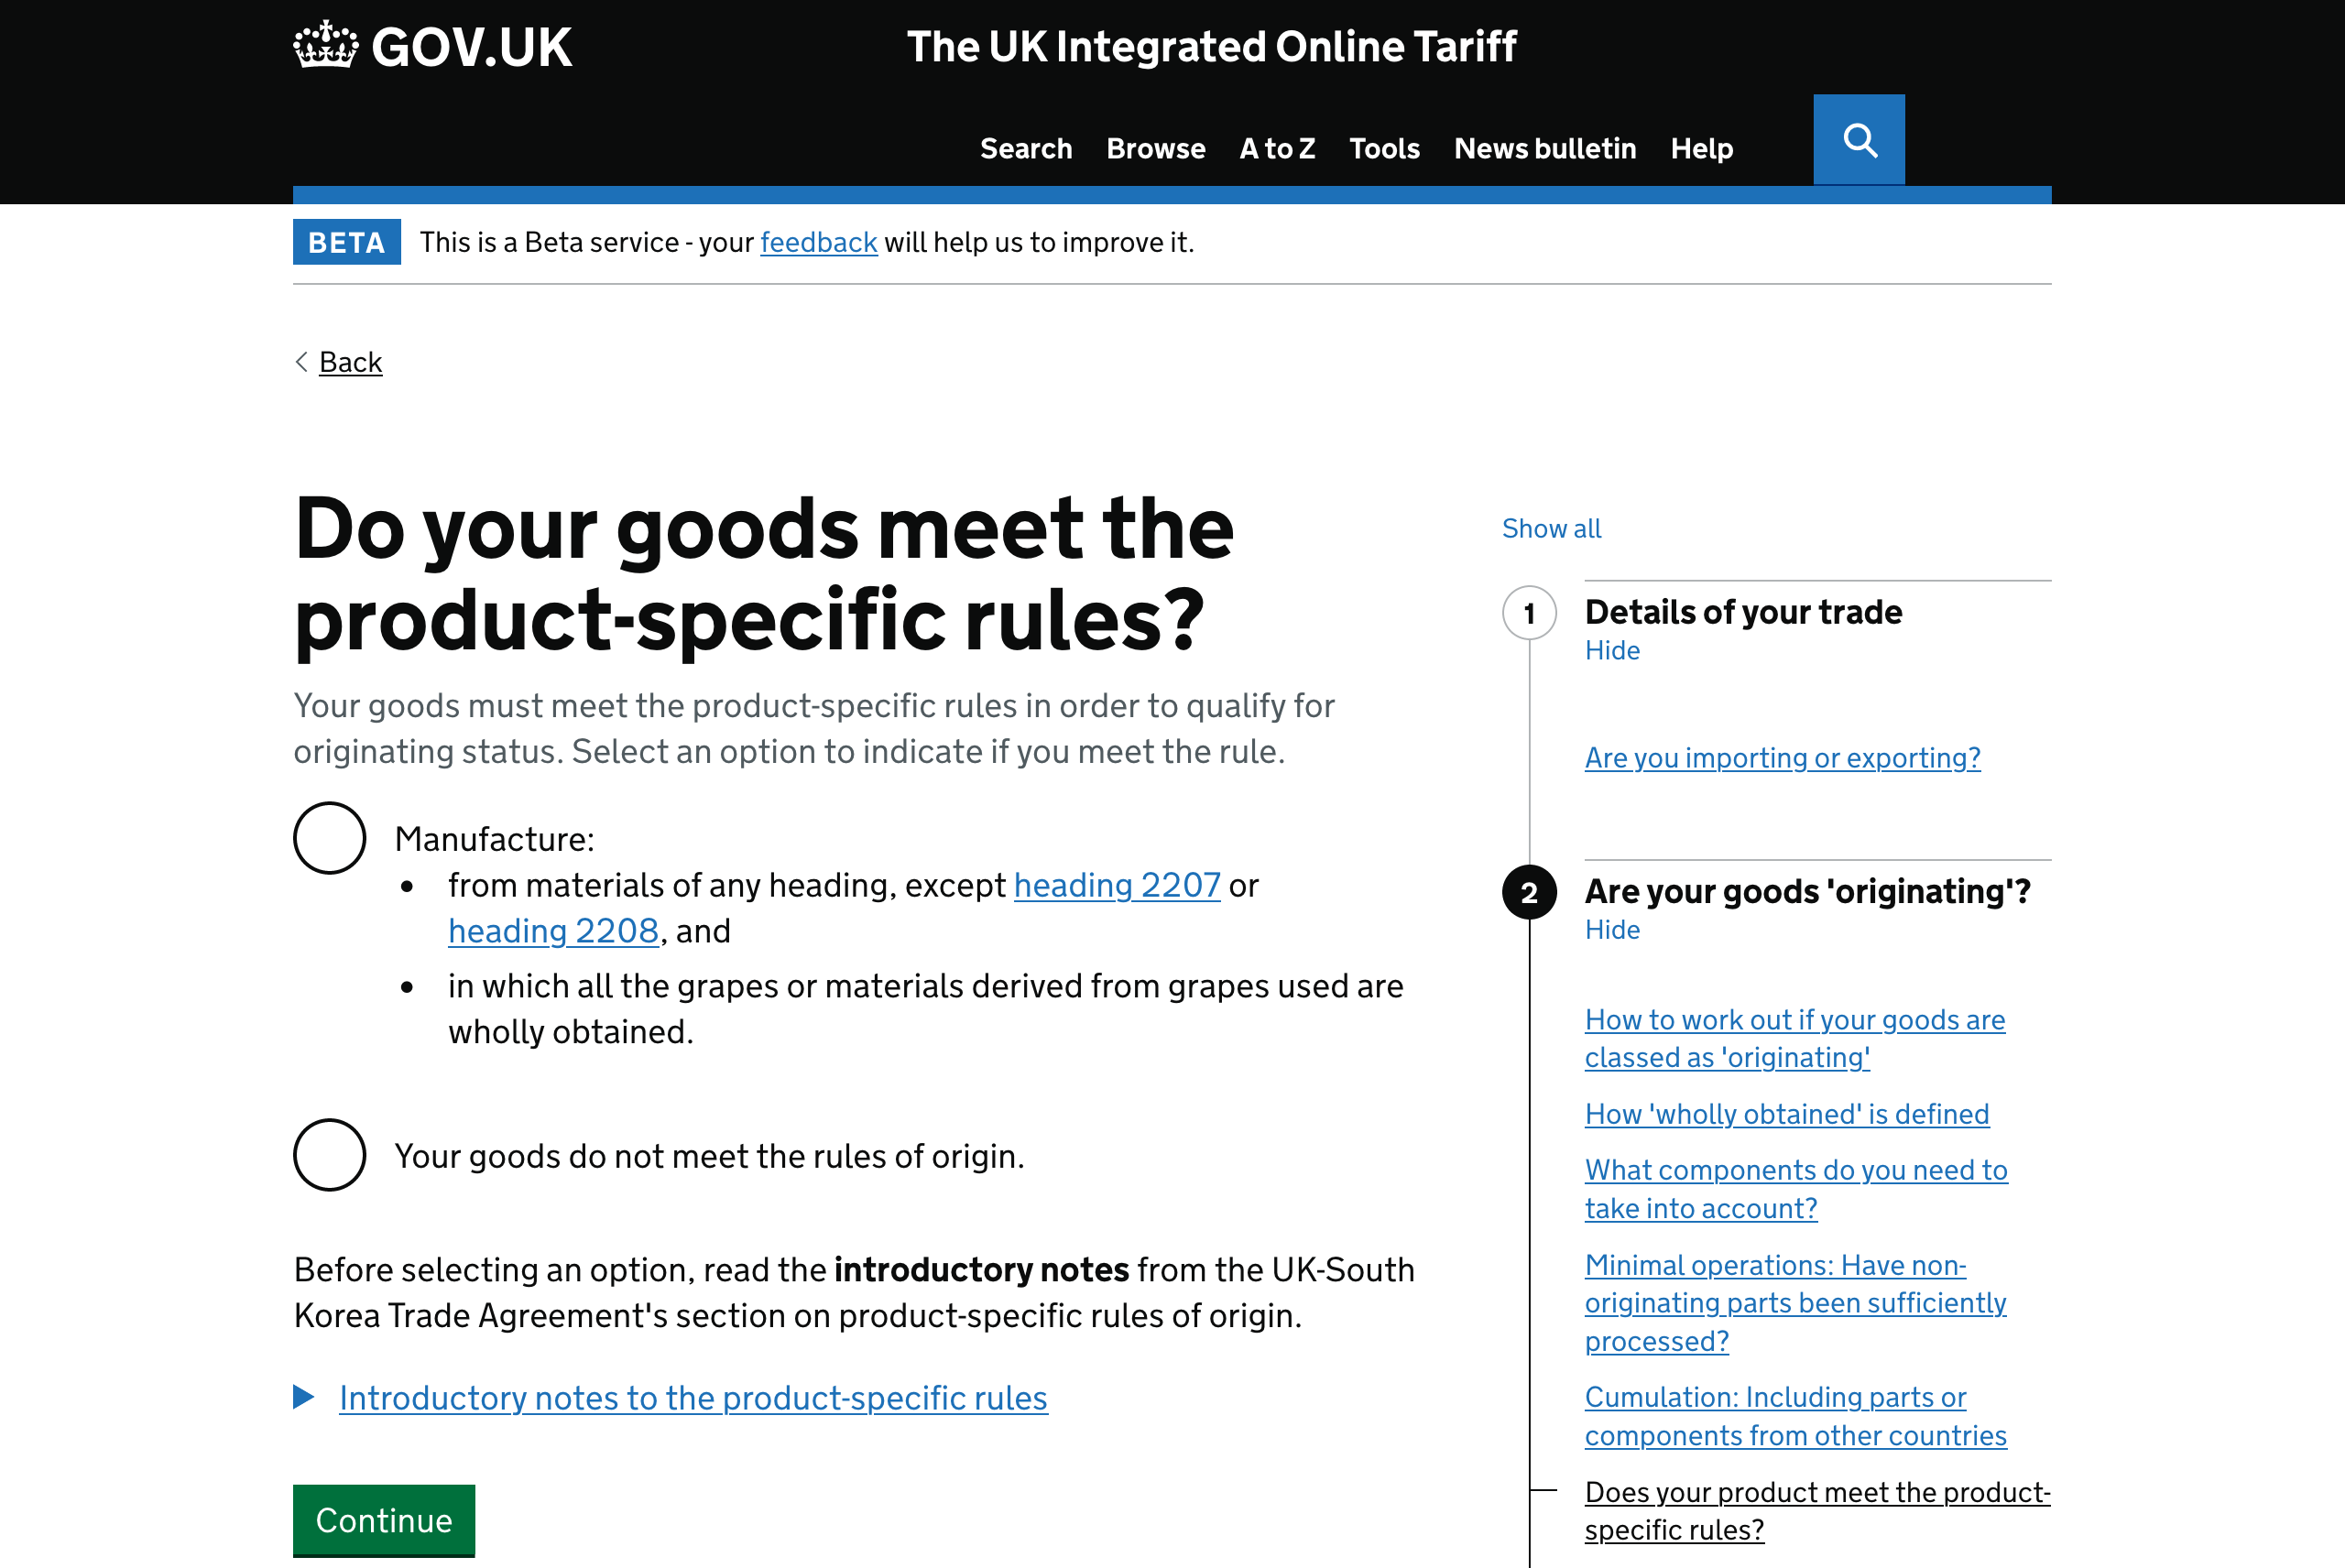 GOV.UK
The UK Integrated Online Tariff
Search Browse A to Z Tools News bulletin Help
BETA This is a Beta service - your feedback will help us to improve it.
Back
Do your goods meet the
product-specific rules?
Your goods must meet the product-specific rules in order to qualify for
originating status. Select an option to indicate if you meet the rule.
Manufacture:
• from materials of any heading, except heading 2207 or
heading 2208, and
• in which all the grapes or materials derived from grapes used are
wholly obtained.
Your goods do not meet the rules of origin.
Before selecting an option, read the introductory notes from the UK-South
Korea Trade Agreement's section on product-specific rules of origin.
Introductory notes to the product-specific rules
Continue
Show all
1 Details of your trade
Hide
Are you importing or exporting?
2 Are your goods 'originating'?
Hide
How to work out if your goods are
classed as 'originating'
How 'wholly obtained' is defined
What components do you need to
take into account?
Minimal operations: Have non-
originating parts been sufficiently
processed?
Cumulation: Including parts or
components from other countries
Does your product meet the product-
specific rules?